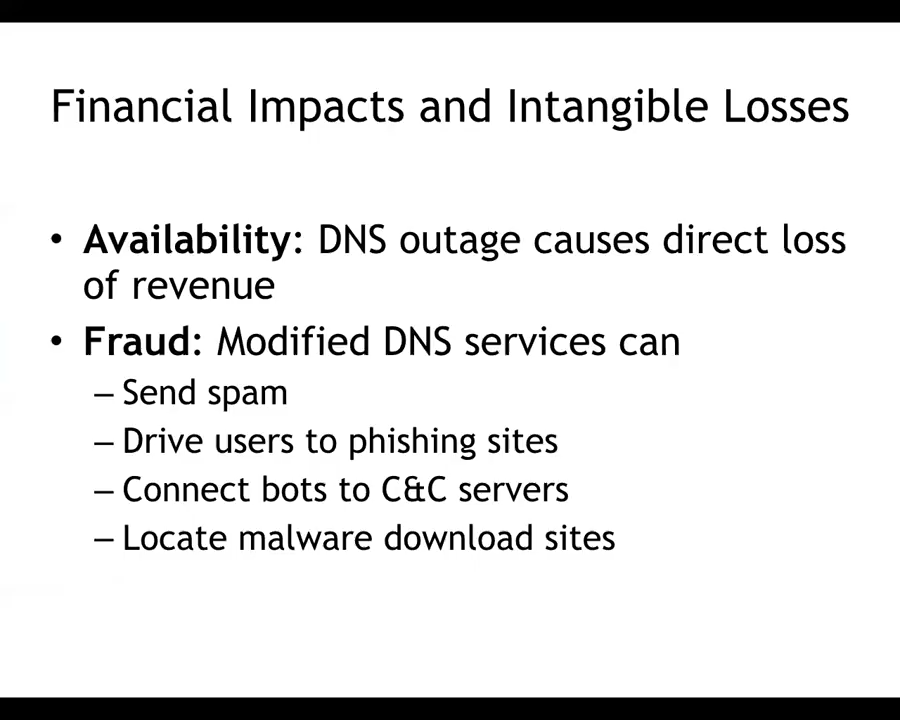 Financial Impacts and Intangible Losses
• Availability: DNS outage causes direct loss
of revenue
• Fraud: Modified DNS services can
– Send spam
– Drive users to phishing sites
– Connect bots to C&C servers
– Locate malware download sites